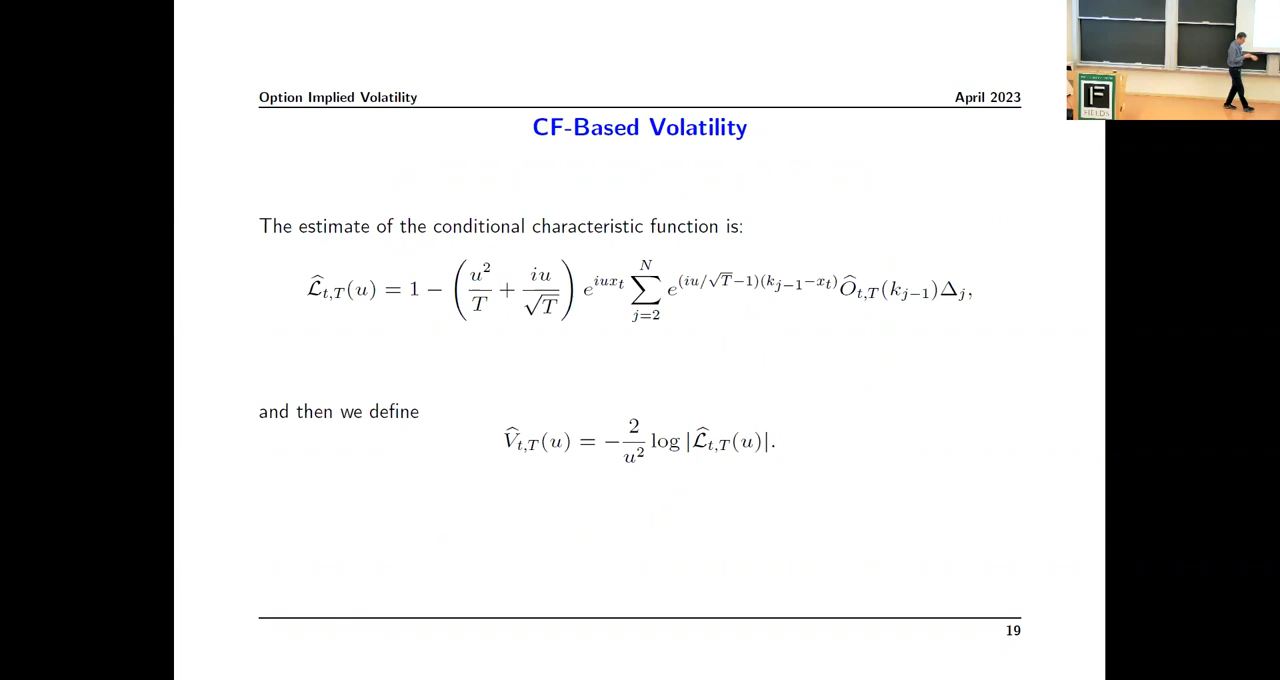 Option Implied Volatility April 2023
CF-Based Volatility
The estimate of the conditional characteristic function is:
$\widehat{\mathcal{L}}_{t,T}(u) = 1 - \left( \frac{u^2}{T} + \frac{iu}{\sqrt{T}} \right) e^{iux_t} \sum_{j=2}^{N} e^{(iu/\sqrt{T}-1)(k_{j-1}-x_t)} \widehat{O}_{t,T}(k_{j-1}) \Delta_j,$
and then we define
$\widehat{V}_{t,T}(u) = -\frac{2}{u^2} \log |\widehat{\mathcal{L}}_{t,T}(u)|.$
19
F
FIELDS